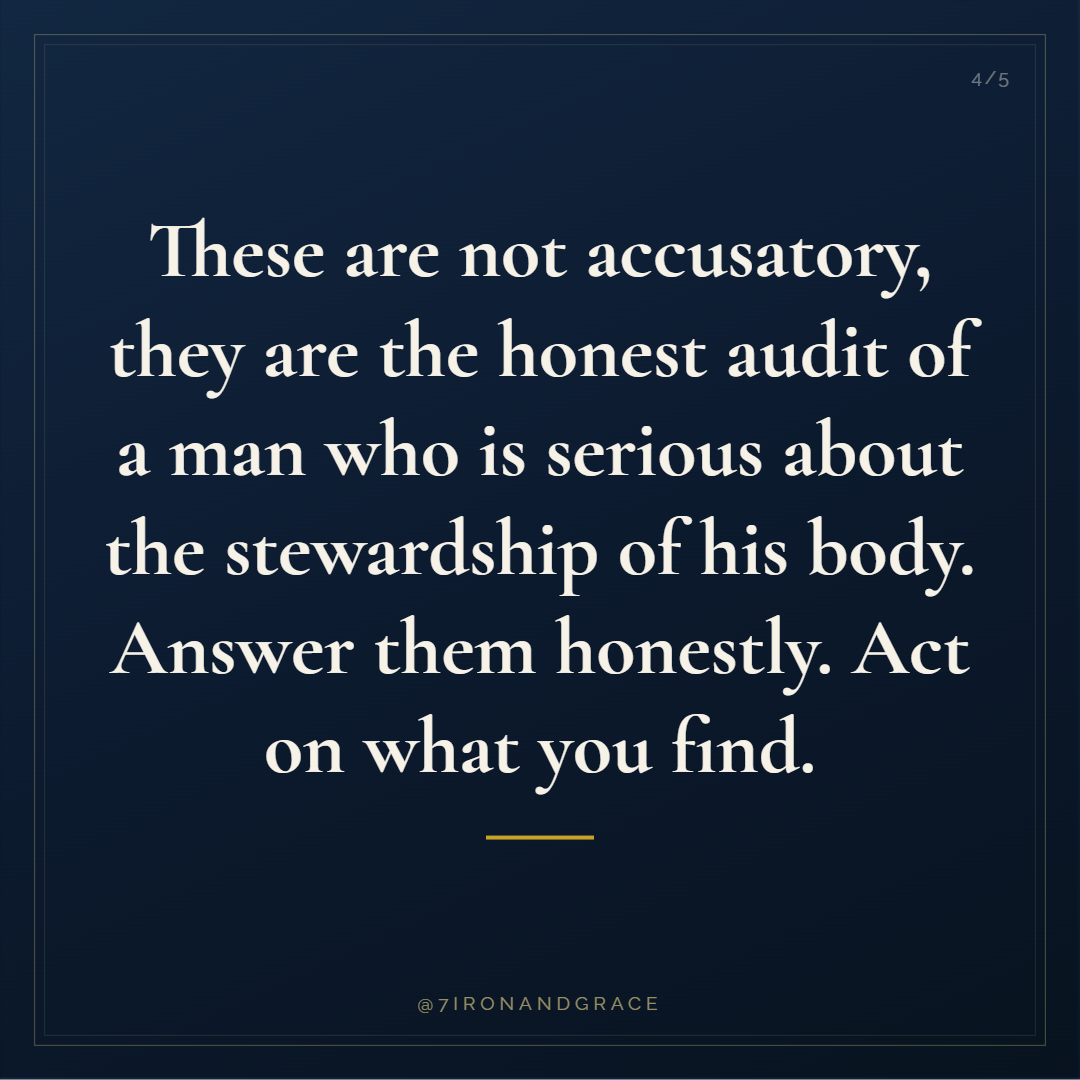 4/5
These are not accusatory,
they are the honest audit of
a man who is serious about
the stewardship of his body.
Answer them honestly. Act
on what you find.
@7IRONANDGRACE